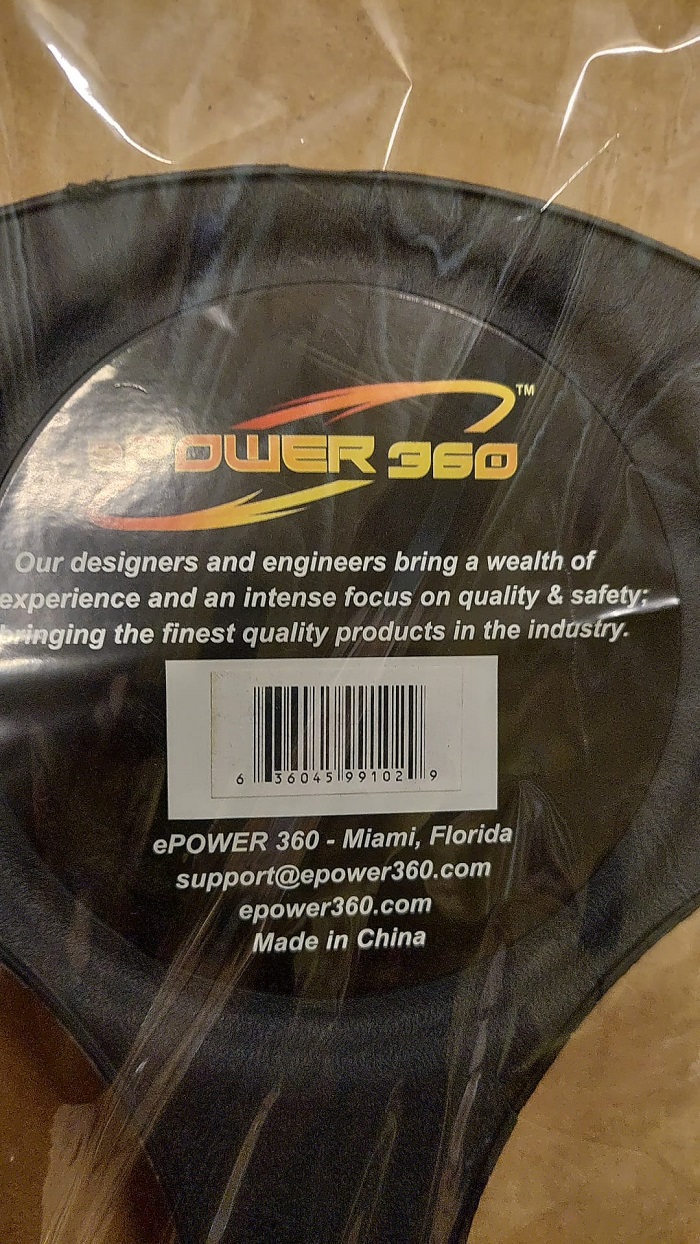 ePOWER 360 TM
Our designers and engineers bring a wealth of
experience and an intense focus on quality & safety;
bringing the finest quality products in the industry.
6 36045 99102 9
ePOWER 360 - Miami, Florida
support@epower360.com
epower360.com
Made in China